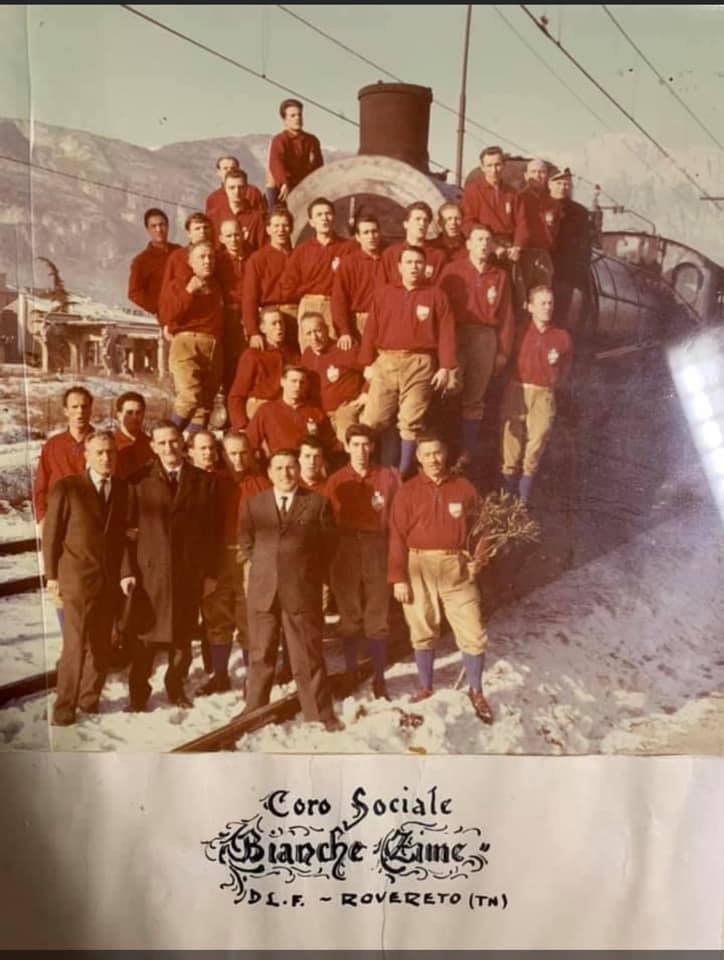 Coro Sociale
"Bianche Zime"
D.L.F. ~ ROVERETO (TN)